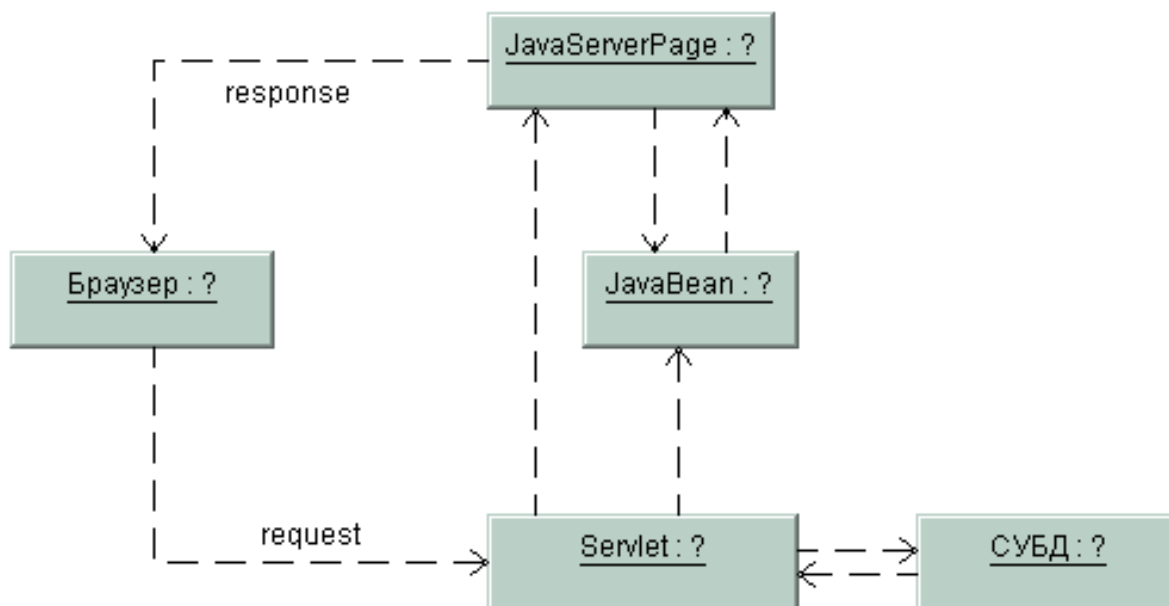 JavaServerPage : ?
response
Браузер : ?
JavaBean : ?
request
Servlet : ?
СУБД : ?